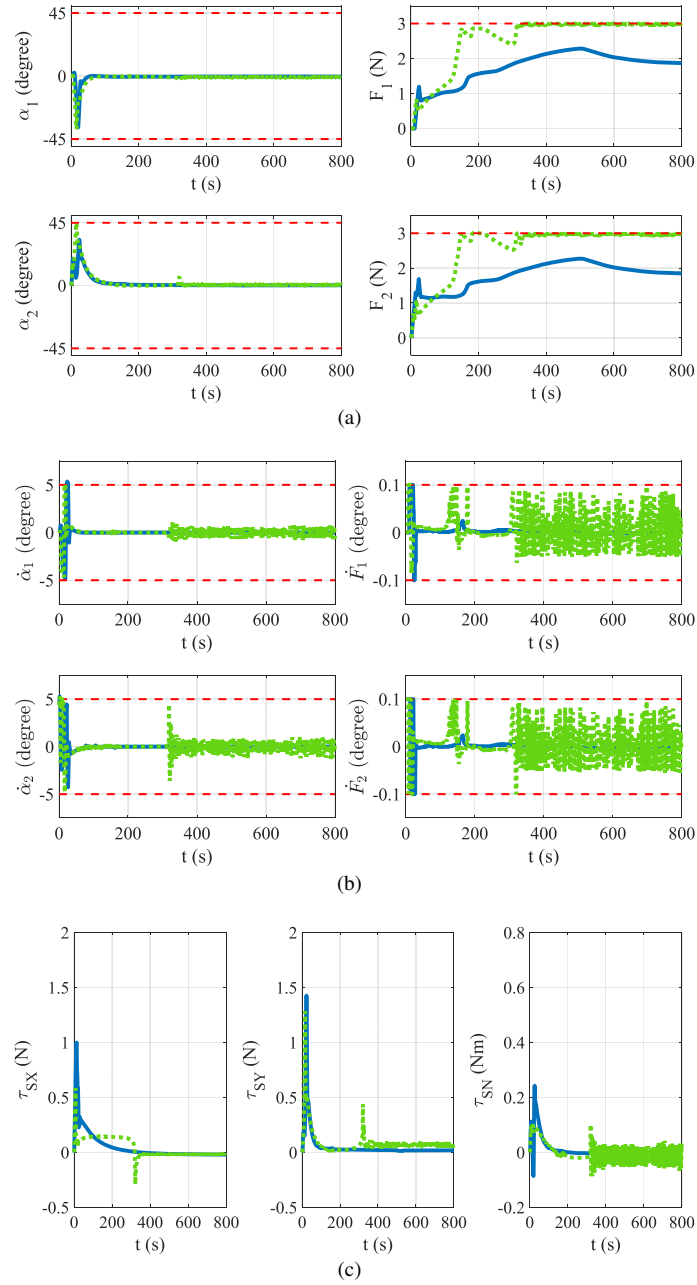 45
0
-45
α1 (degree)
0 200 400 600 800
t (s)
3
2
1
0
F1 (N)
0 200 400 600 800
t (s)
45
0
-45
α2 (degree)
0 200 400 600 800
t (s)
3
2
1
0
F2 (N)
0 200 400 600 800
t (s)
(a)
5
0
-5
α̇1 (degree)
0 200 400 600 800
t (s)
0.1
0
-0.1
Ḟ1 (degree)
0 200 400 600 800
t (s)
5
0
-5
α̇2 (degree)
0 200 400 600 800
t (s)
0.1
0
-0.1
Ḟ2 (degree)
0 200 400 600 800
t (s)
(b)
2
1.5
1
0.5
0
-0.5
τSX (N)
0 200 400 600 800
t (s)
2
1.5
1
0.5
0
-0.5
τSY (N)
0 200 400 600 800
t (s)
0.8
0.6
0.4
0.2
0
-0.2
τSN (Nm)
0 200 400 600 800
t (s)
(c)